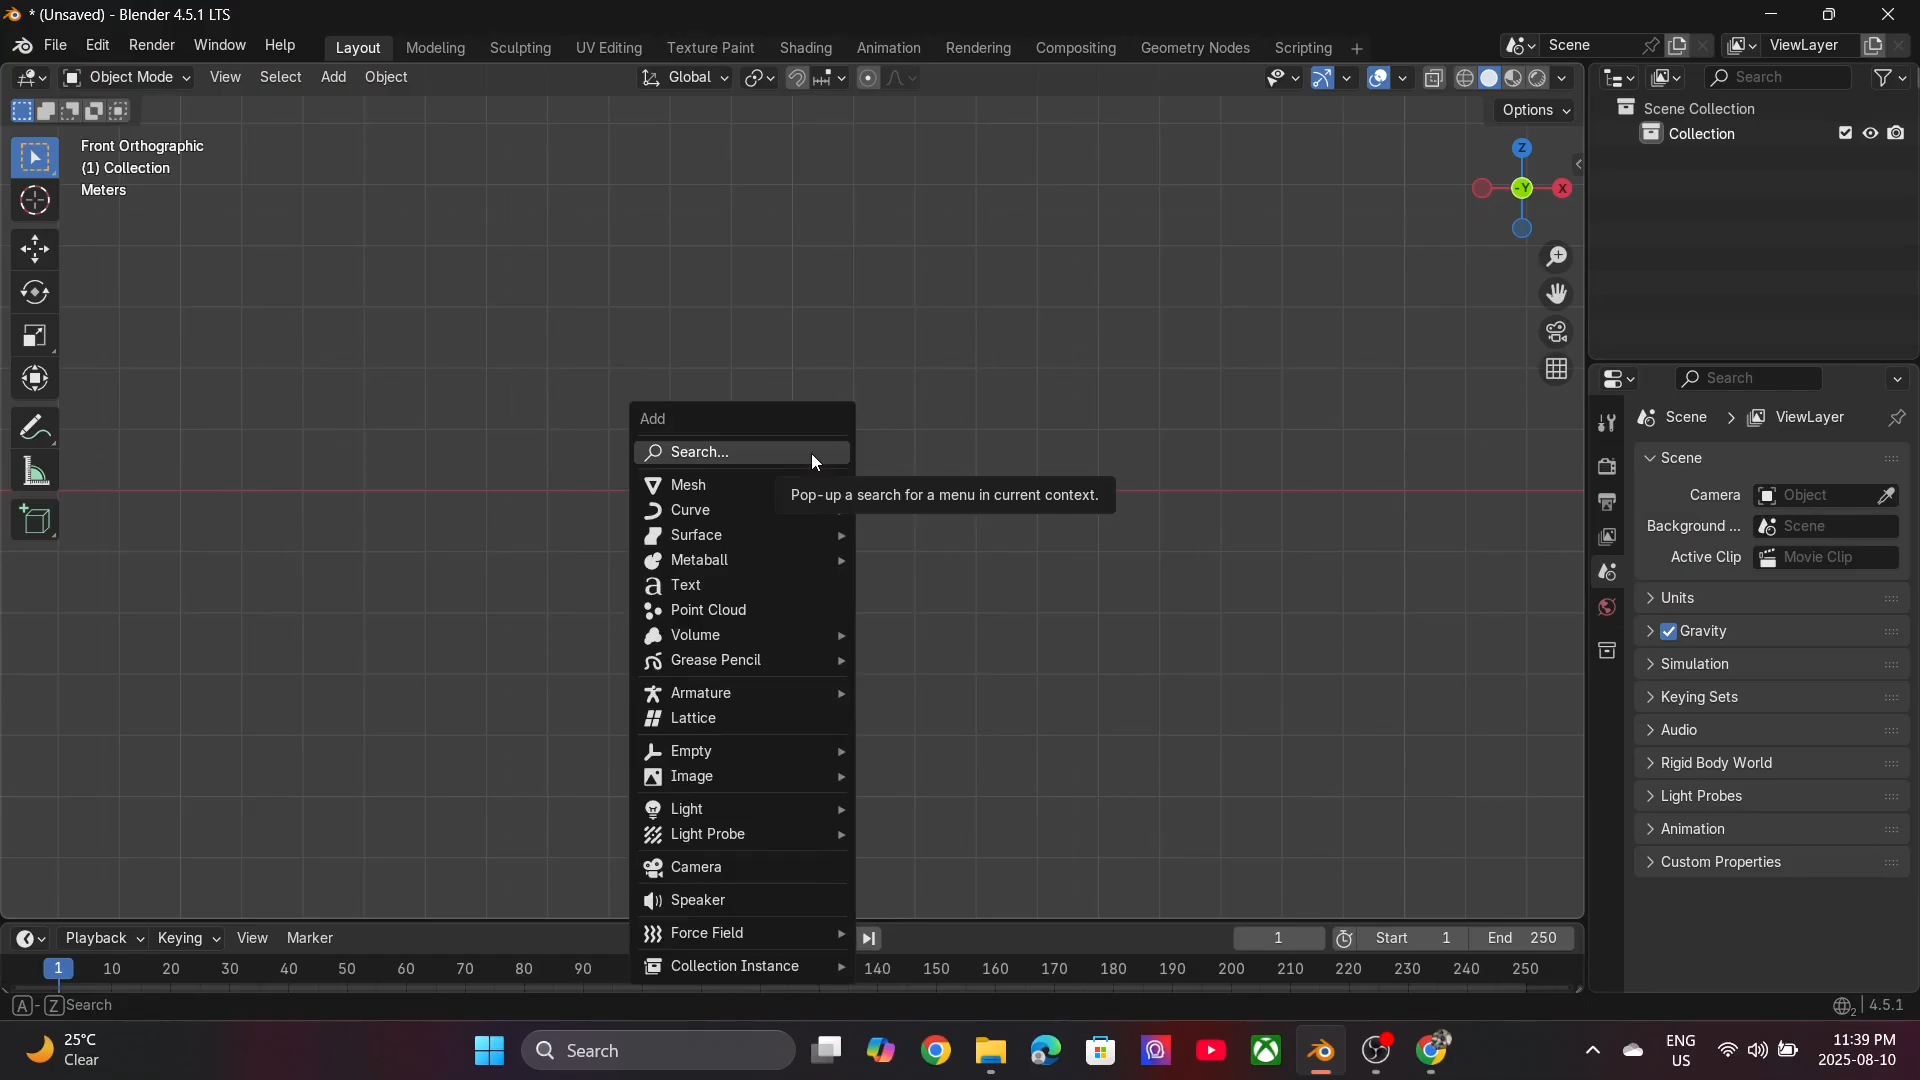 * (Unsaved) - Blender 4.5.1 LTS
File Edit Render Window Help Layout Modeling Sculpting UV Editing Texture Paint Shading Animation Rendering Compositing Geometry Nodes Scripting + Scene ViewLayer
Object Mode View Select Add Object Global Search
Options
Scene Collection
Collection
Front Orthographic
(1) Collection
Meters
Z
-Y X
Search
Scene ViewLayer
Scene
Camera Object
Background ... Scene
Active Clip Movie Clip
Units
Gravity
Simulation
Keying Sets
Audio
Rigid Body World
Light Probes
Animation
Custom Properties
Add
Search...
Pop-up a search for a menu in current context.
Mesh
Curve
Surface
Metaball
Text
Point Cloud
Volume
Grease Pencil
Armature
Lattice
Empty
Image
Light
Light Probe
Camera
Speaker
Force Field
Collection Instance
Playback Keying View Marker 1 Start 1 End 250
1 10 20 30 40 50 60 70 80 90 140 150 160 170 180 190 200 210 220 230 240 250
A - Z Search 4.5.1
25°C
Clear
Search
ENG
US
11:39 PM
2025-08-10